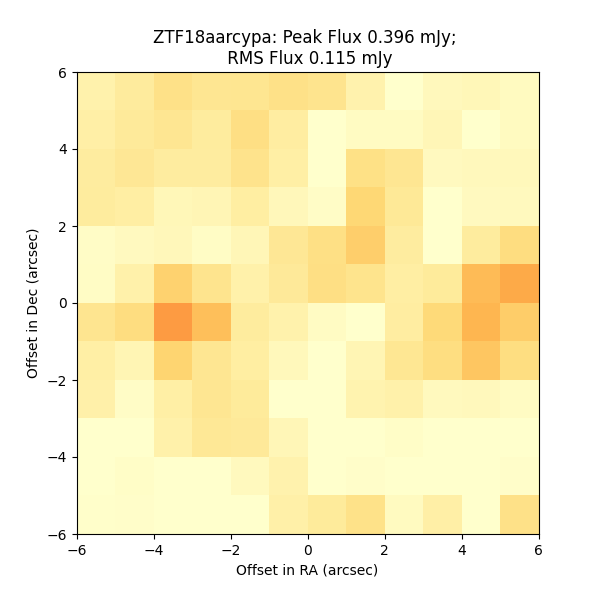 ZTF18aarcypa: Peak Flux 0.396 mJy;
RMS Flux 0.115 mJy
6
4
2
0
−2
−4
−6
Offset in Dec (arcsec)
−6 −4 −2 0 2 4 6
Offset in RA (arcsec)